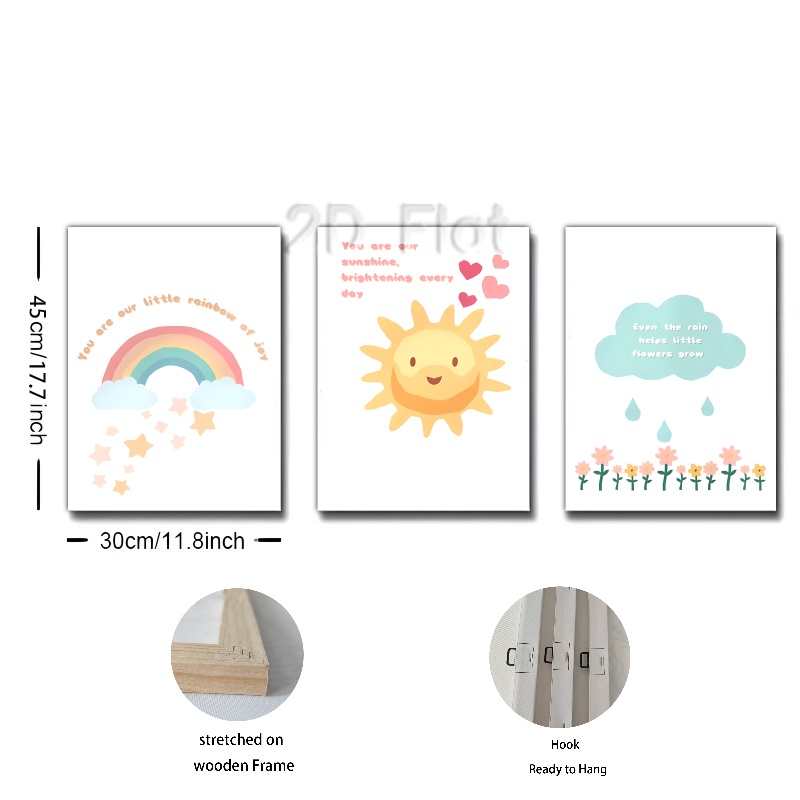 2D Flat
You are our little rainbow of joy
You are our
sunshine,
brightening every
day
Even the rain
helps little
flowers grow
45cm/17.7inch
30cm/11.8inch
stretched on
wooden Frame
Hook
Ready to Hang